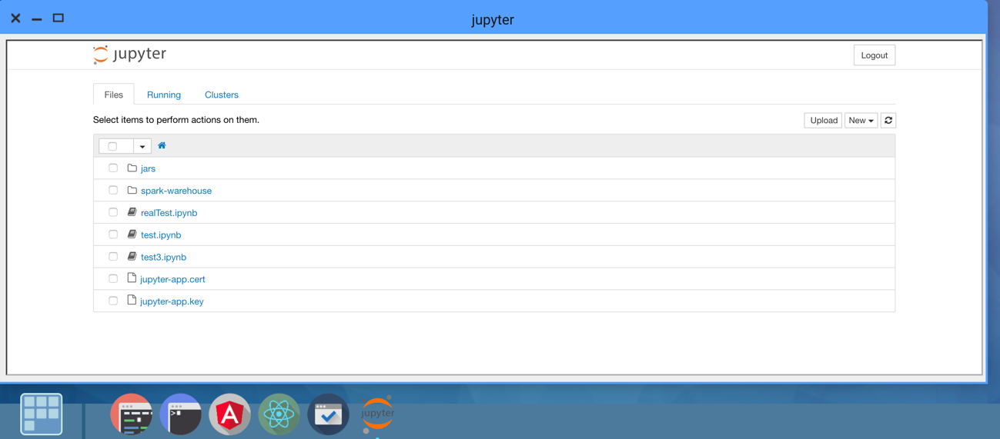 jupyter
jupyter
Logout
Files Running Clusters
Select items to perform actions on them.
Upload New
jars
spark-warehouse
realTest.ipynb
test.ipynb
test3.ipynb
jupyter-app.cert
jupyter-app.key
jupyter